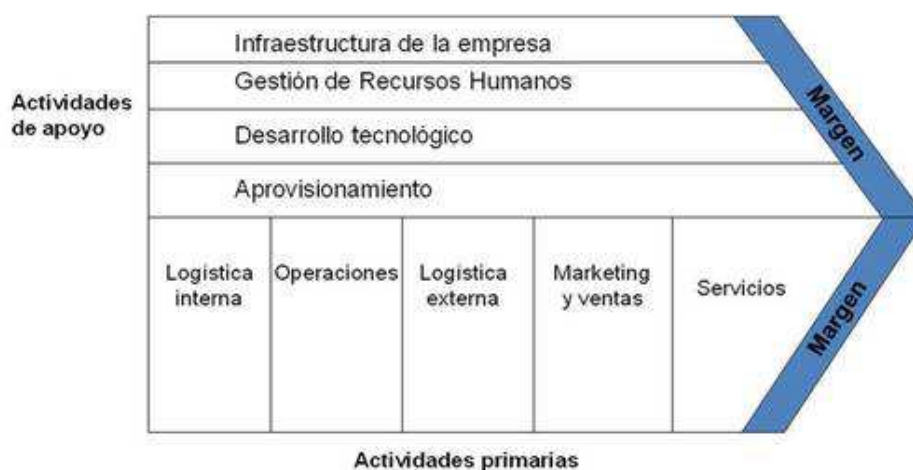 Infraestructura de la empresa
Gestión de Recursos Humanos
Actividades
de apoyo
Desarrollo tecnológico
Aprovisionamiento
Margen
Logística
interna
Operaciones
Logística
externa
Marketing
y ventas
Servicios
Margen
Actividades primarias